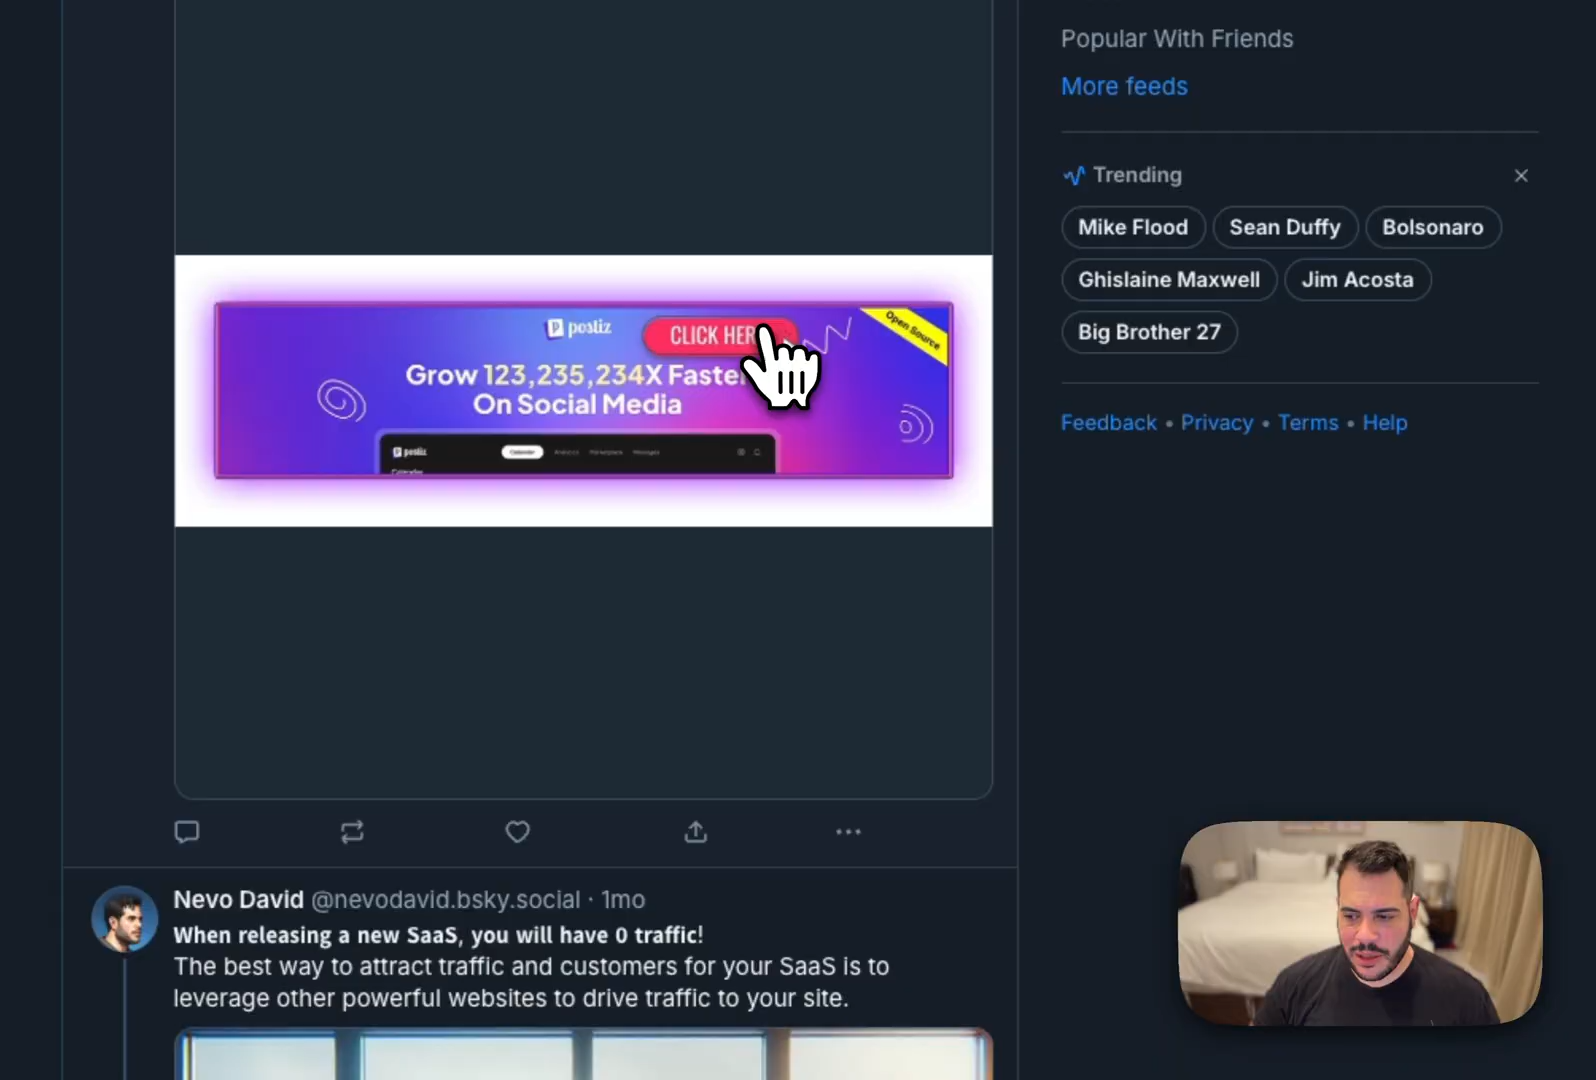 Popular With Friends
More feeds
Trending
Mike Flood
Sean Duffy
Bolsonaro
Ghislaine Maxwell
Jim Acosta
Big Brother 27
Feedback • Privacy • Terms • Help
postiz
CLICK HER
Open Source
Grow 123,235,234X Faster
On Social Media
postiz
Calendar
Nevo David @nevodavid.bsky.social · 1mo
When releasing a new SaaS, you will have 0 traffic!
The best way to attract traffic and customers for your SaaS is to
leverage other powerful websites to drive traffic to your site.